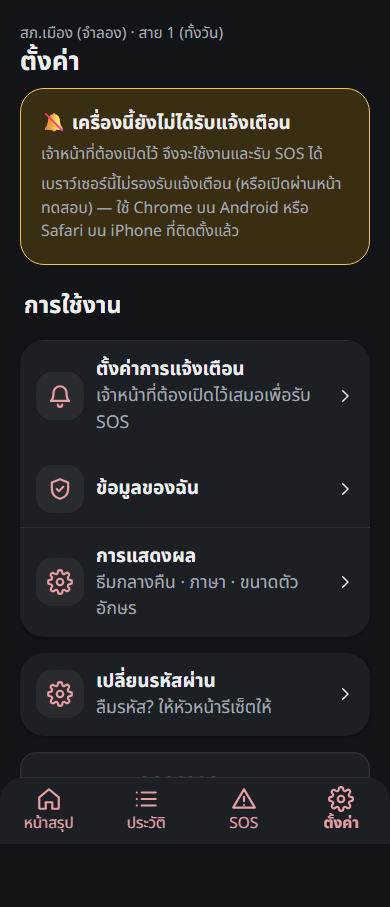 สภ.เมือง (จำลอง) · สาย 1 (ทั้งวัน)
ตั้งค่า
เครื่องนี้ยังไม่ได้รับแจ้งเตือน
เจ้าหน้าที่ต้องเปิดไว้ จึงจะใช้งานและรับ SOS ได้
เบราว์เซอร์นี้ไม่รองรับแจ้งเตือน (หรือเปิดผ่านหน้า
ทดสอบ) — ใช้ Chrome บน Android หรือ
Safari บน iPhone ที่ติดตั้งแล้ว
การใช้งาน
ตั้งค่าการแจ้งเตือน
เจ้าหน้าที่ต้องเปิดไว้เสมอเพื่อรับ
SOS
ข้อมูลของฉัน
การแสดงผล
ธีมกลางคืน · ภาษา · ขนาดตัว
อักษร
เปลี่ยนรหัสผ่าน
ลืมรหัส? ให้หัวหน้ารีเซ็ตให้
หน้าสรุป
ประวัติ
SOS
ตั้งค่า